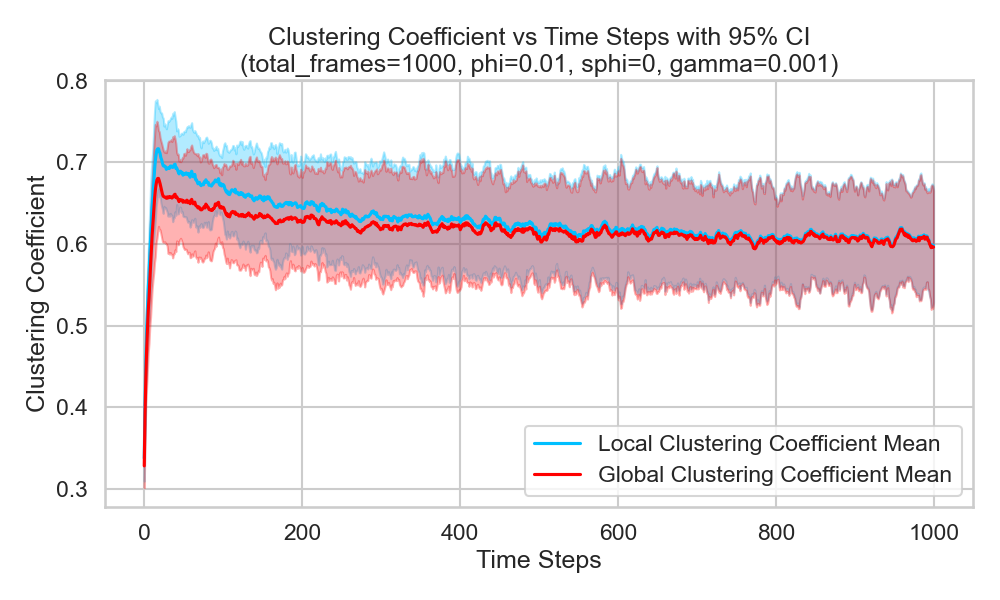 Clustering Coefficient vs Time Steps with 95% CI
(total_frames=1000, phi=0.01, sphi=0, gamma=0.001)
Clustering Coefficient
0.8
0.7
0.6
0.5
0.4
0.3
Local Clustering Coefficient Mean
Global Clustering Coefficient Mean
0 200 400 600 800 1000
Time Steps